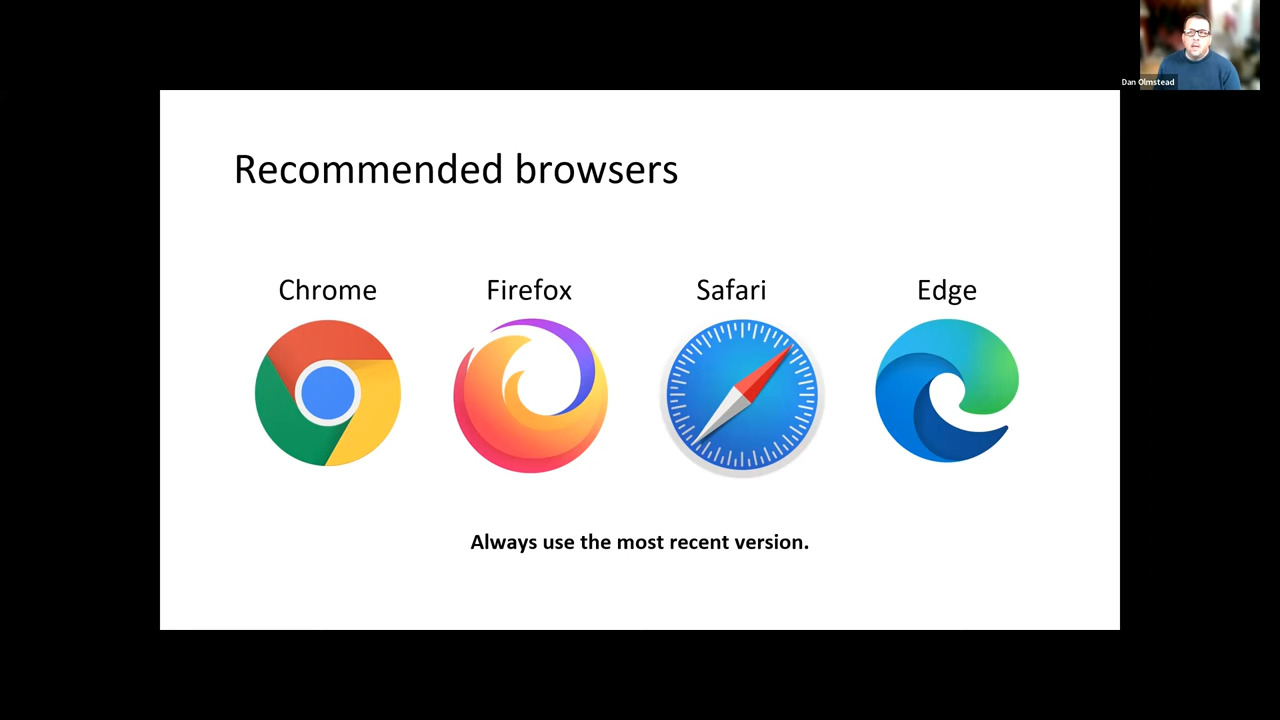 Dan Olmstead
Recommended browsers
Chrome Firefox Safari Edge
Always use the most recent version.